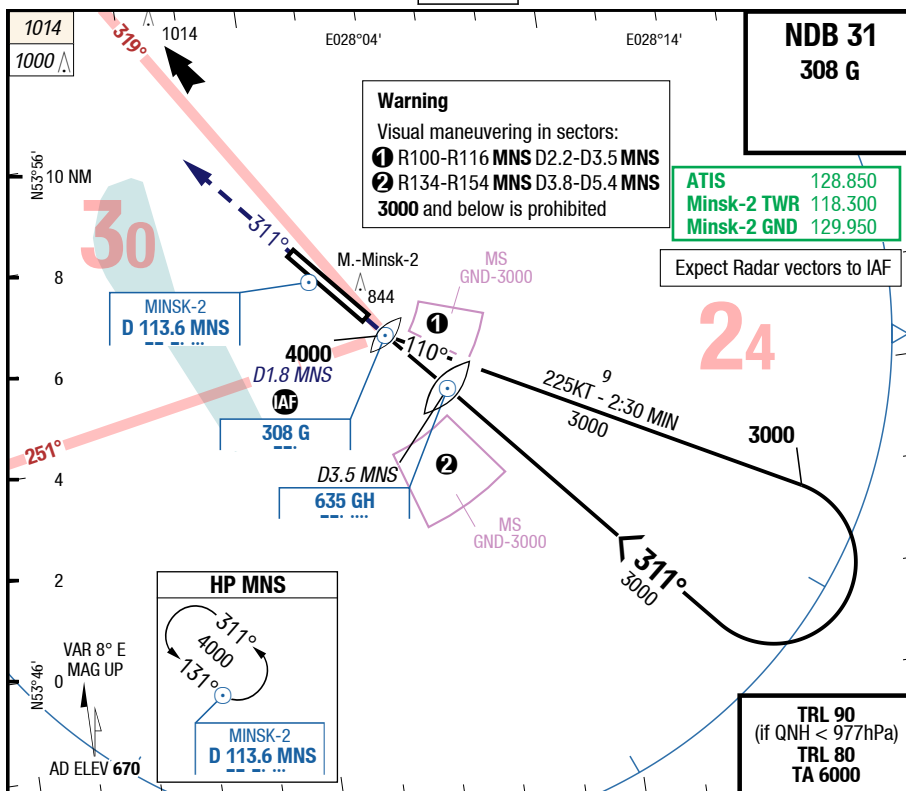 1014
1000
319°
1014
E028°04'
E028°14'
NDB 31
308 G
Warning
Visual maneuvering in sectors:
1 R100-R116 MNS D2.2-D3.5 MNS
2 R134-R154 MNS D3.8-D5.4 MNS
3000 and below is prohibited
ATIS 128.850
Minsk-2 TWR 118.300
Minsk-2 GND 129.950
Expect Radar vectors to IAF
N53°56'
10 NM
30
311°
M.-Minsk-2
844
MS
GND-3000
8
MINSK-2
D 113.6 MNS
1
24
4000
110°
D1.8 MNS
IAF
6
9
225KT - 2:30 MIN
3000
3000
308 G
251°
2
D3.5 MNS
4
635 GH
MS
GND-3000
311°
3000
2
HP MNS
311°
4000
131°
MINSK-2
D 113.6 MNS
VAR 8° E
MAG UP
N53°46'
0
AD ELEV 670
TRL 90
(if QNH < 977hPa)
TRL 80
TA 6000